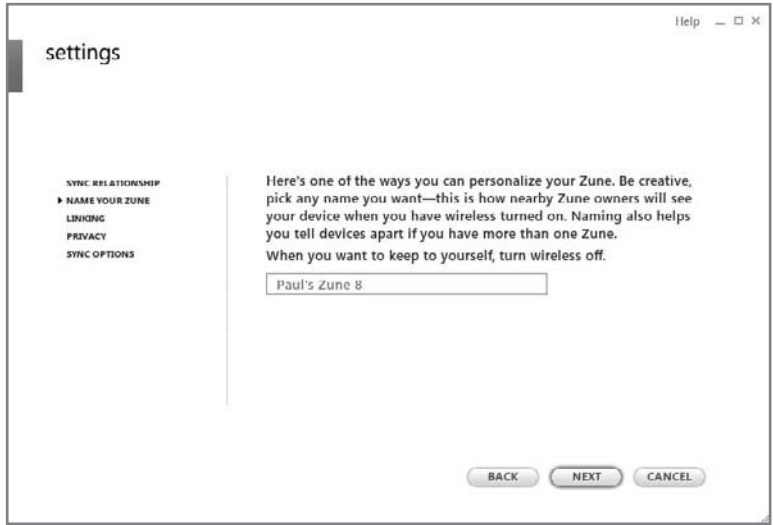 Help
settings
SYNC RELATIONSHIP
NAME YOUR ZUNE
LINKING
PRIVACY
SYNC OPTIONS
Here's one of the ways you can personalize your Zune. Be creative,
pick any name you want—this is how nearby Zune owners will see
your device when you have wireless turned on. Naming also helps
you tell devices apart if you have more than one Zune.
When you want to keep to yourself, turn wireless off.
Paul's Zune 8
BACK NEXT CANCEL